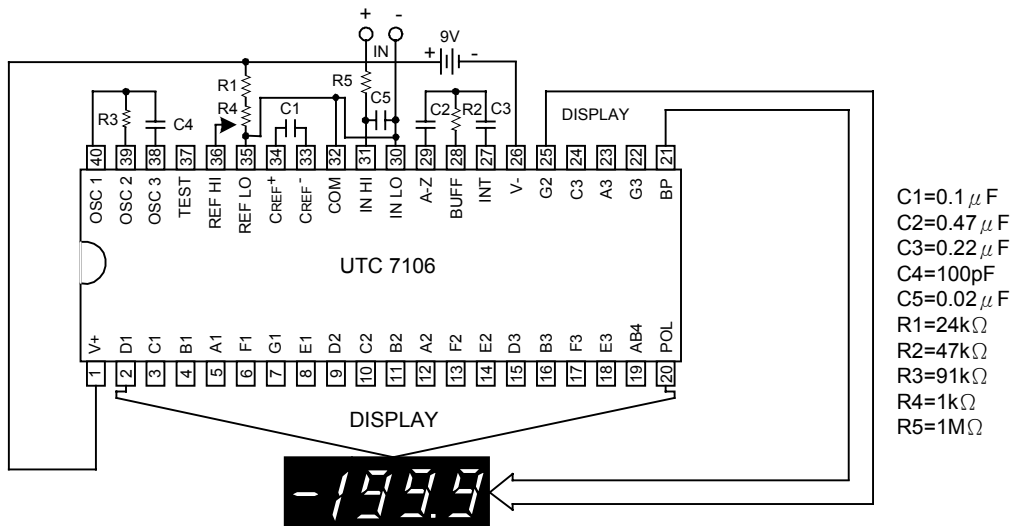 + -
IN
9V
+ -
R1
R4
R5
C5
C1
C2
R2
C3
R3
C4
DISPLAY
40 39 38 37 36 35 34 33 32 31 30 29 28 27 26 25 24 23 22 21
OSC 1
OSC 2
OSC 3
TEST
REF HI
REF LO
CREF+
CREF-
COM
IN HI
IN LO
A-Z
BUFF
INT
V-
G2
C3
A3
G3
BP
UTC 7106
V+
D1
C1
B1
A1
F1
G1
E1
D2
C2
B2
A2
F2
E2
D3
B3
F3
E3
AB4
POL
1 2 3 4 5 6 7 8 9 10 11 12 13 14 15 16 17 18 19 20
DISPLAY
-199.9
C1=0.1μF
C2=0.47μF
C3=0.22μF
C4=100pF
C5=0.02μF
R1=24kΩ
R2=47kΩ
R3=91kΩ
R4=1kΩ
R5=1MΩ